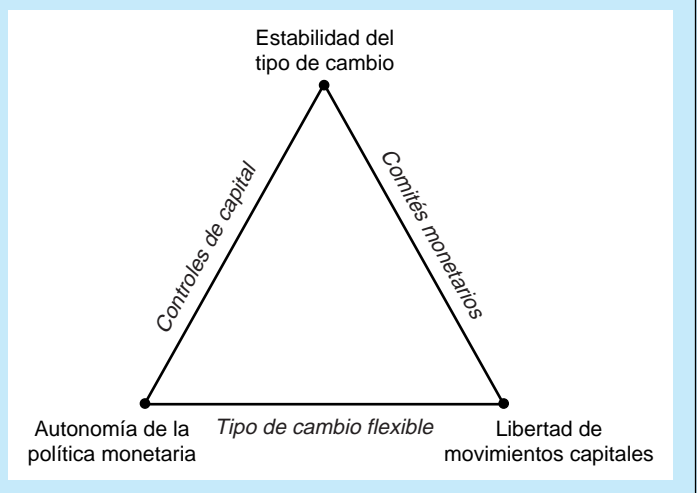 Estabilidad del
tipo de cambio
Controles de capital
Comités monetarios
Autonomía de la
política monetaria
Tipo de cambio flexible
Libertad de
movimientos capitales